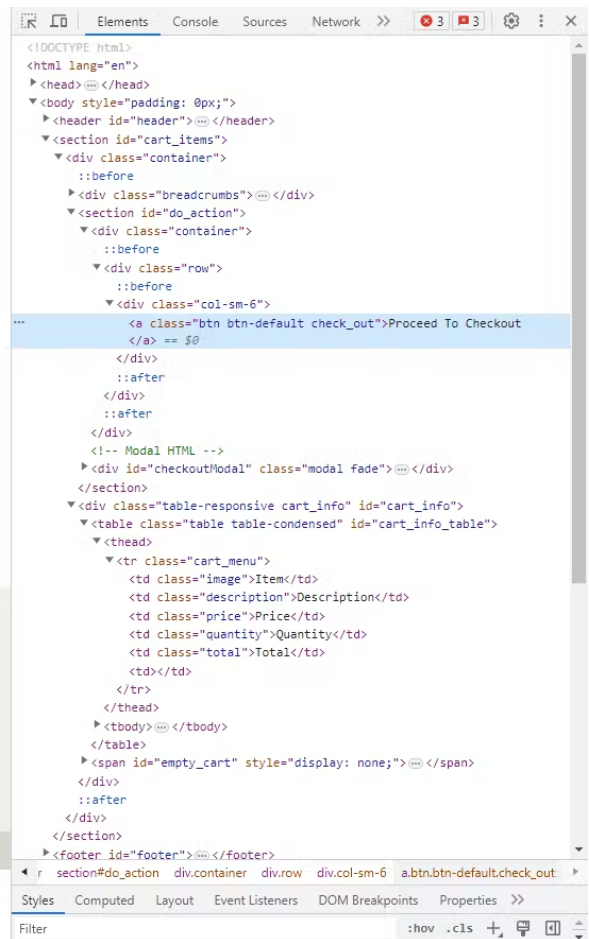 Elements Console Sources Network >> 3 3
<!DOCTYPE html>
<html lang="en">
<head>…</head>
<body style="padding: 0px;">
<header id="header">…</header>
<section id="cart_items">
<div class="container">
::before
<div class="breadcrumbs">…</div>
<section id="do_action">
<div class="container">
::before
<div class="row">
::before
<div class="col-sm-6">
<a class="btn btn-default check_out">Proceed To Checkout
</a> == $0
</div>
::after
</div>
::after
</div>
<!-- Modal HTML -->
<div id="checkoutModal" class="modal fade">…</div>
</section>
<div class="table-responsive cart_info" id="cart_info">
<table class="table table-condensed" id="cart_info_table">
<thead>
<tr class="cart_menu">
<td class="image">Item</td>
<td class="description">Description</td>
<td class="price">Price</td>
<td class="quantity">Quantity</td>
<td class="total">Total</td>
<td></td>
</tr>
</thead>
<tbody>…</tbody>
</table>
<span id="empty_cart" style="display: none;">…</span>
</div>
::after
</div>
</section>
<footer id="footer">…</footer>
r section#do_action div.container div.row div.col-sm-6 a.btn.btn-default.check_out
Styles Computed Layout Event Listeners DOM Breakpoints Properties >>
Filter :hov .cls +